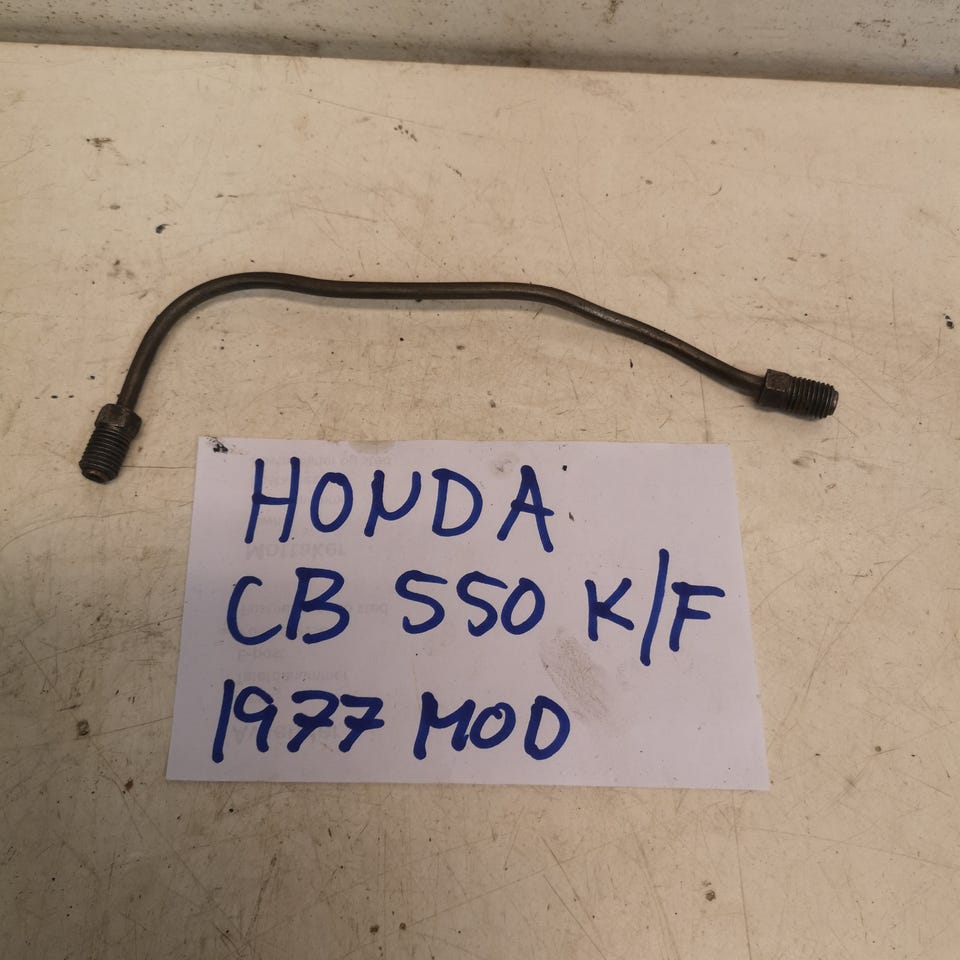 HONDA
CB 550 K/F
1977 MOD